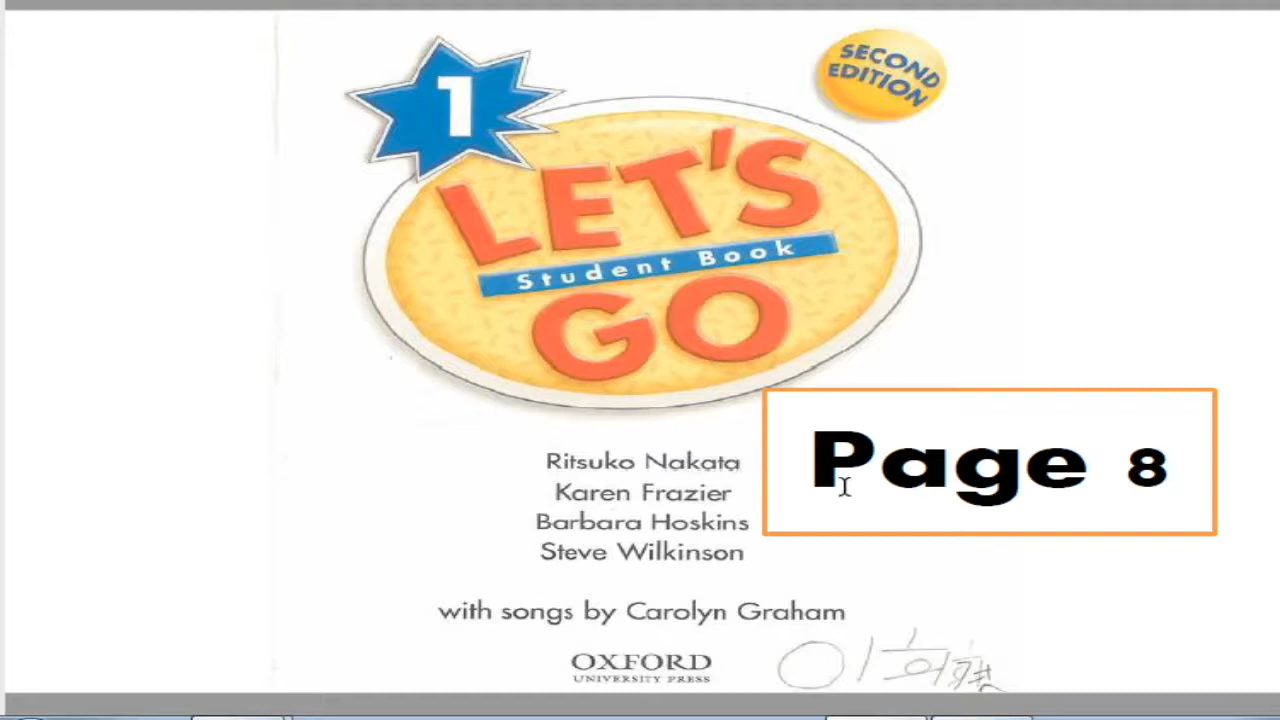 1
SECOND
EDITION
LET'S
Student Book
GO
Page 8
Ritsuko Nakata
Karen Frazier
Barbara Hoskins
Steve Wilkinson
with songs by Carolyn Graham
OXFORD
UNIVERSITY PRESS